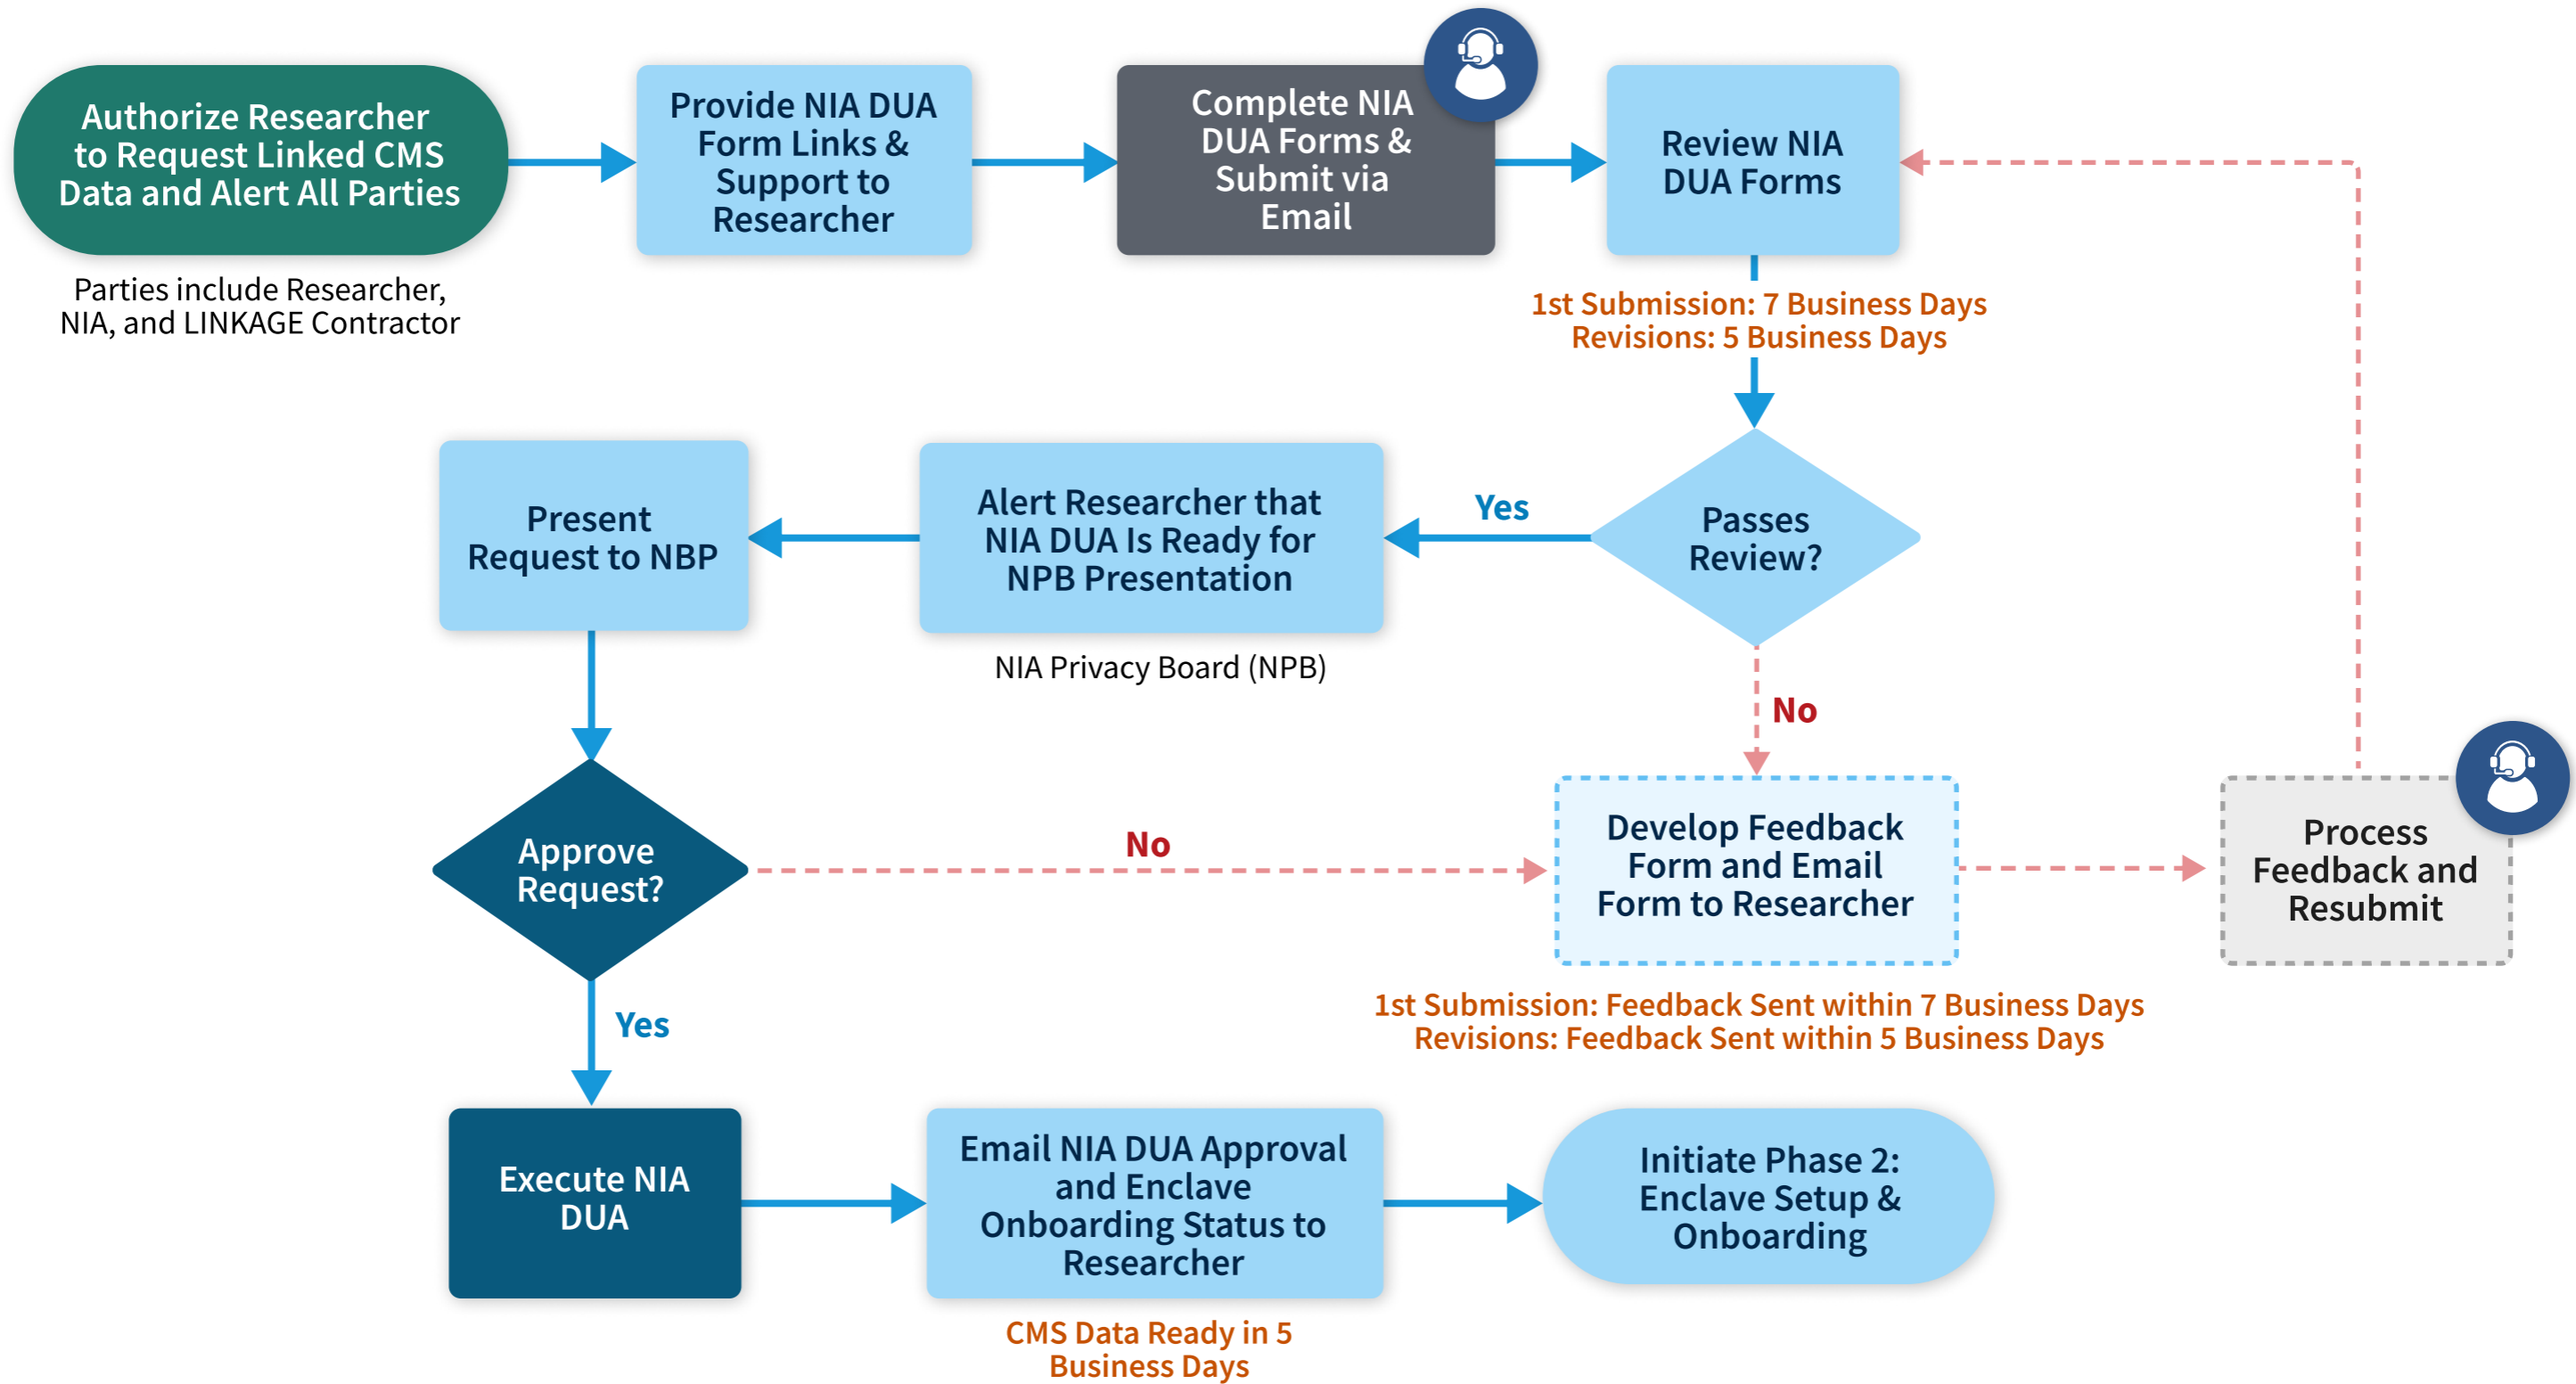 Authorize Researcher
to Request Linked CMS
Data and Alert All Parties
Parties include Researcher,
NIA, and LINKAGE Contractor
Provide NIA DUA
Form Links &
Support to
Researcher
Complete NIA
DUA Forms &
Submit via
Email
Review NIA
DUA Forms
1st Submission: 7 Business Days
Revisions: 5 Business Days
Passes
Review?
Yes
Alert Researcher that
NIA DUA Is Ready for
NPB Presentation
NIA Privacy Board (NPB)
Present
Request to NBP
No
Approve
Request?
No
Develop Feedback
Form and Email
Form to Researcher
1st Submission: Feedback Sent within 7 Business Days
Revisions: Feedback Sent within 5 Business Days
Process
Feedback and
Resubmit
Yes
Execute NIA
DUA
Email NIA DUA Approval
and Enclave
Onboarding Status to
Researcher
CMS Data Ready in 5
Business Days
Initiate Phase 2:
Enclave Setup &
Onboarding